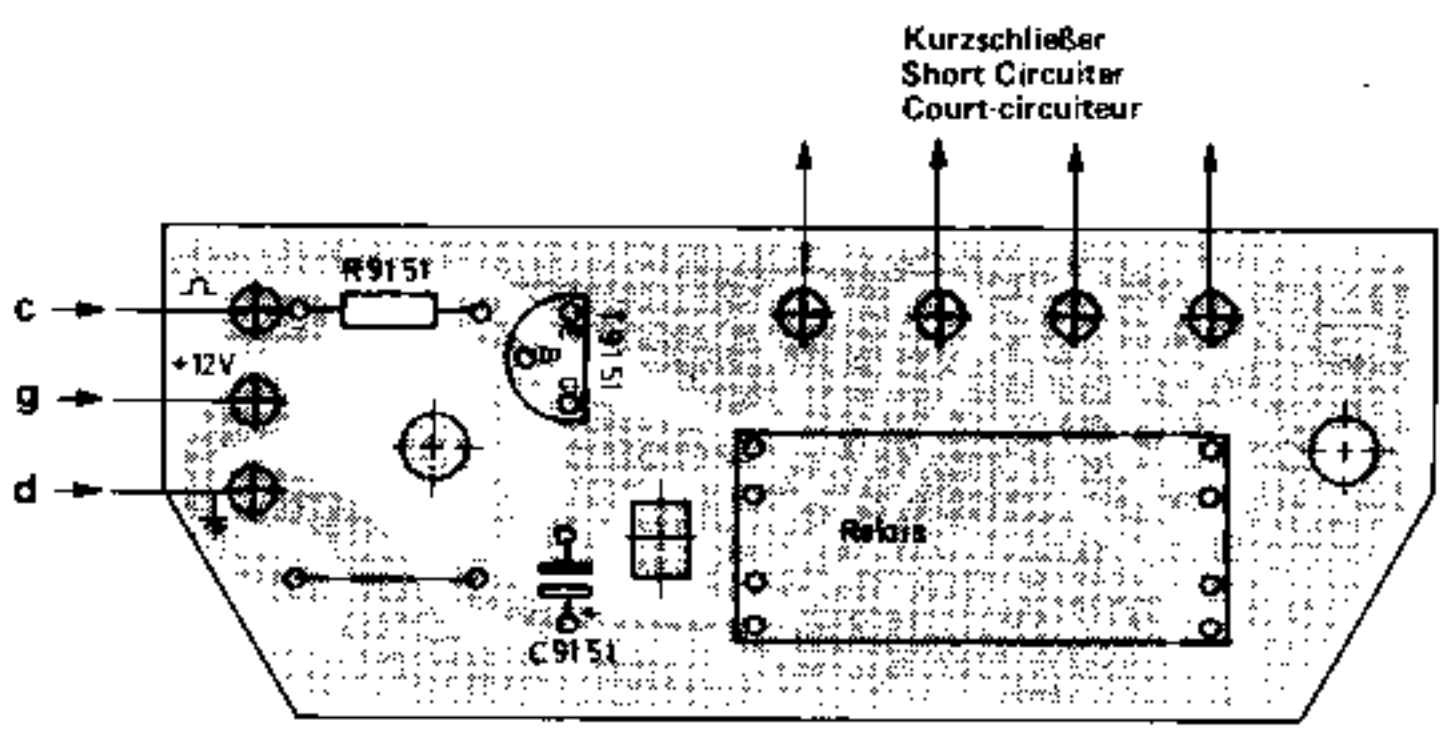 Kurzschließer
Short Circuiter
Court-circuiteur
R9151
c
T9151
+12V
g
d
Relais
+
C9151